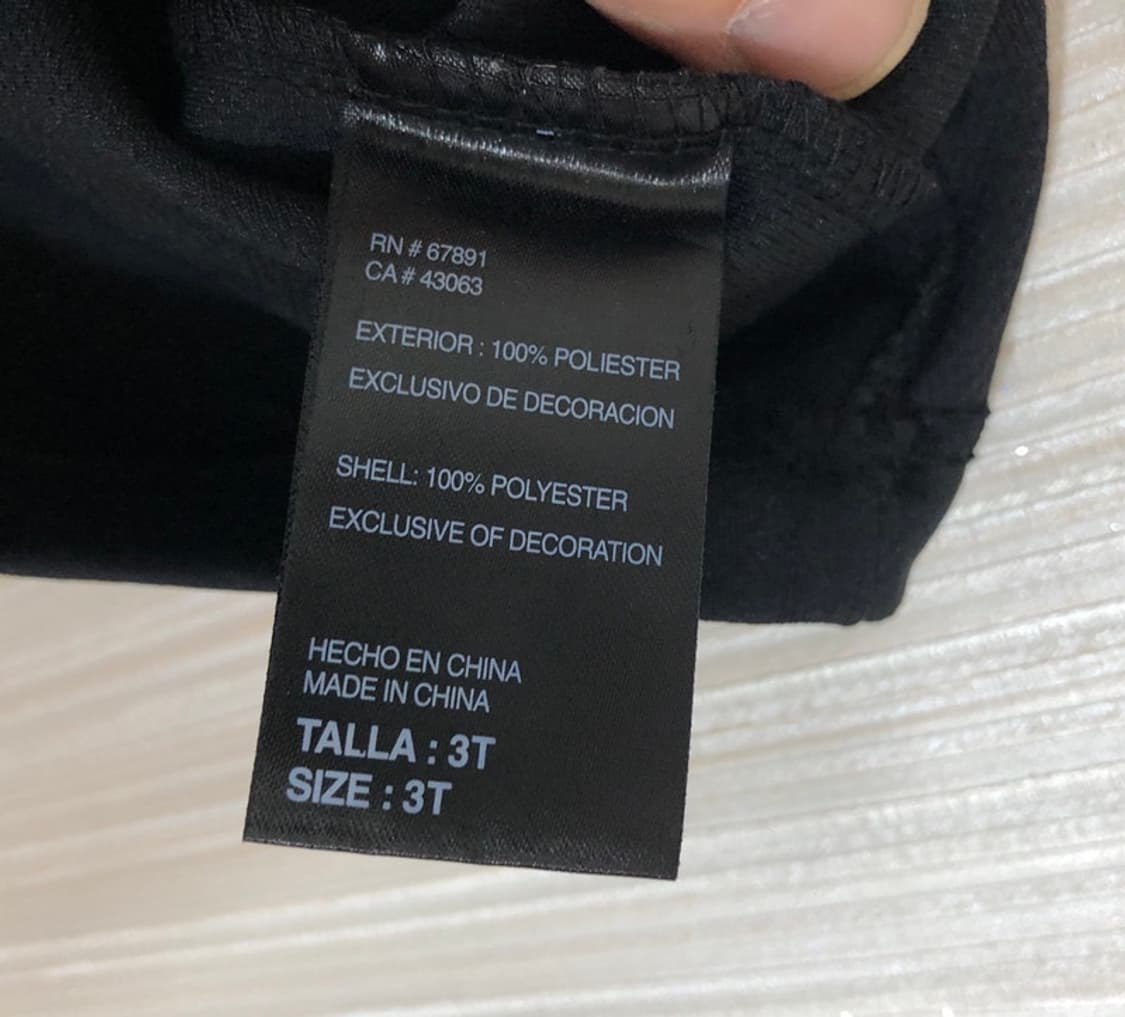 RN # 67891
CA # 43063
EXTERIOR : 100% POLIESTER
EXCLUSIVO DE DECORACION
SHELL: 100% POLYESTER
EXCLUSIVE OF DECORATION
HECHO EN CHINA
MADE IN CHINA
TALLA : 3T
SIZE : 3T